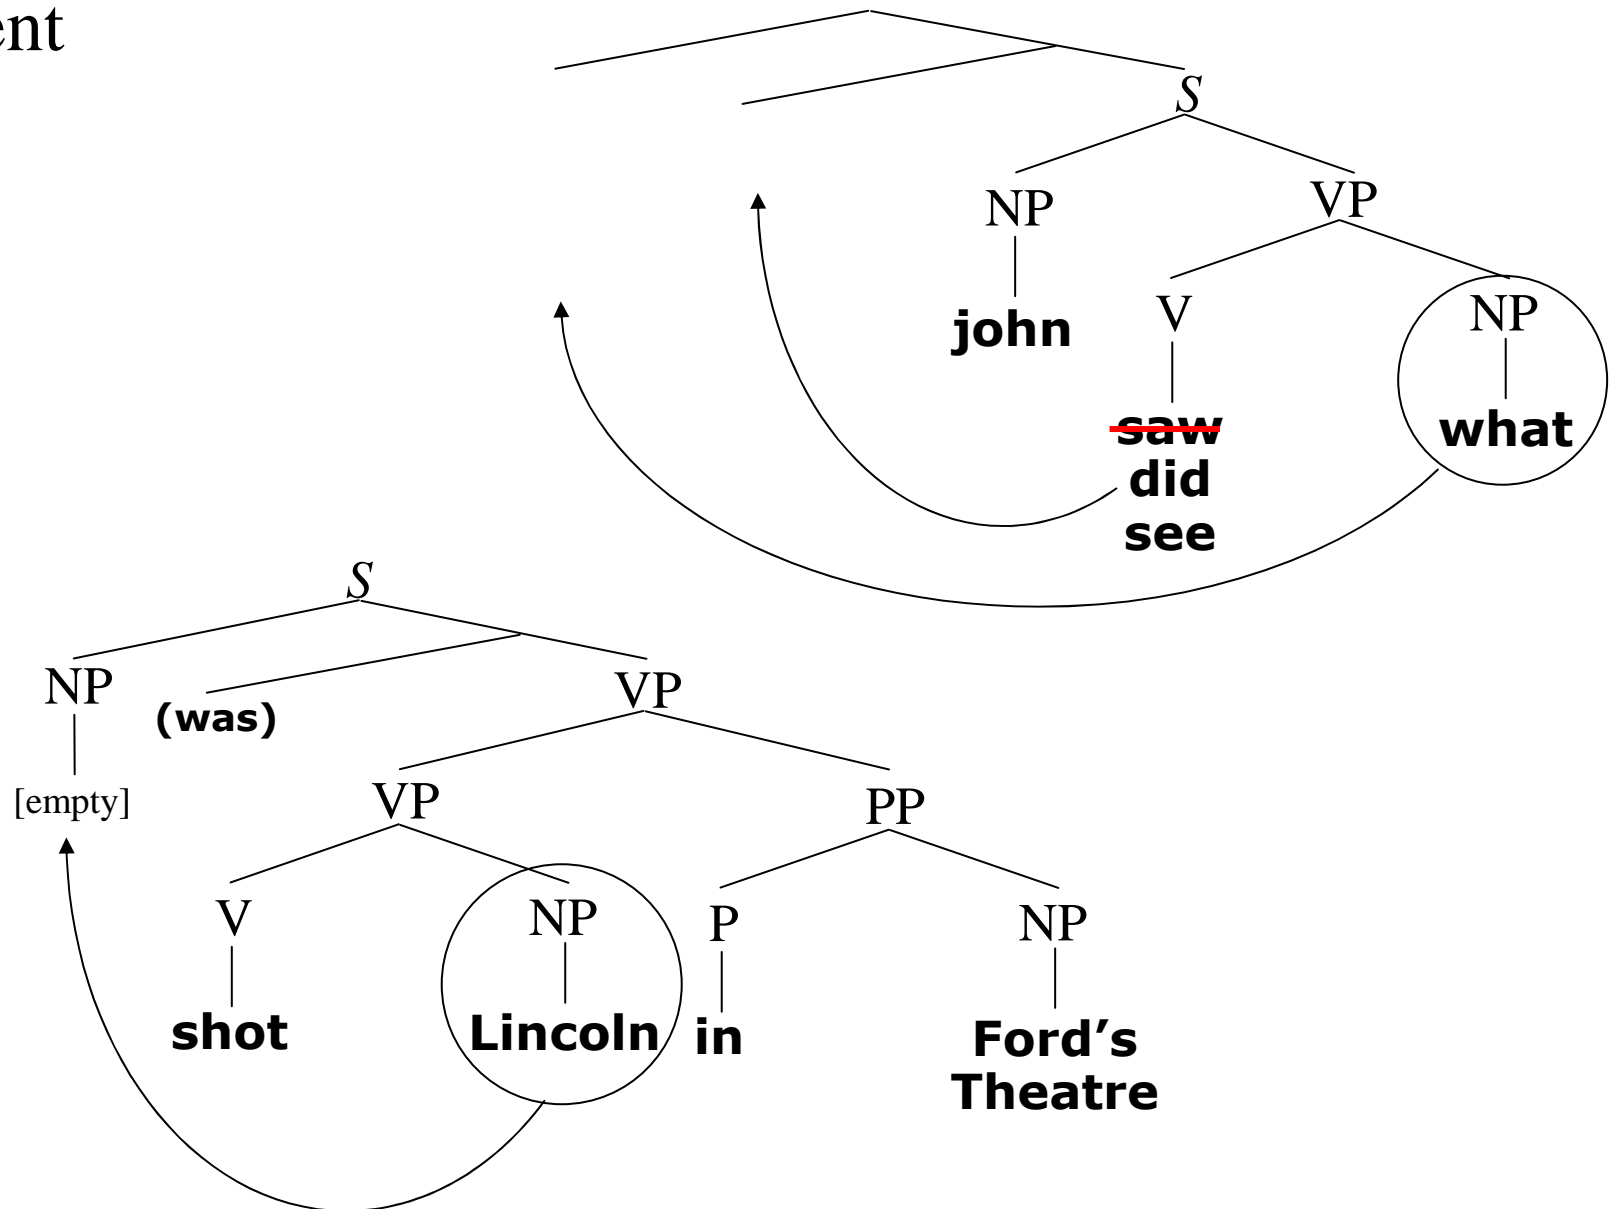 ent
S
NP VP
john V NP
saw what
did
see
S
NP (was) VP
[empty] VP PP
V NP P NP
shot Lincoln in Ford's
Theatre